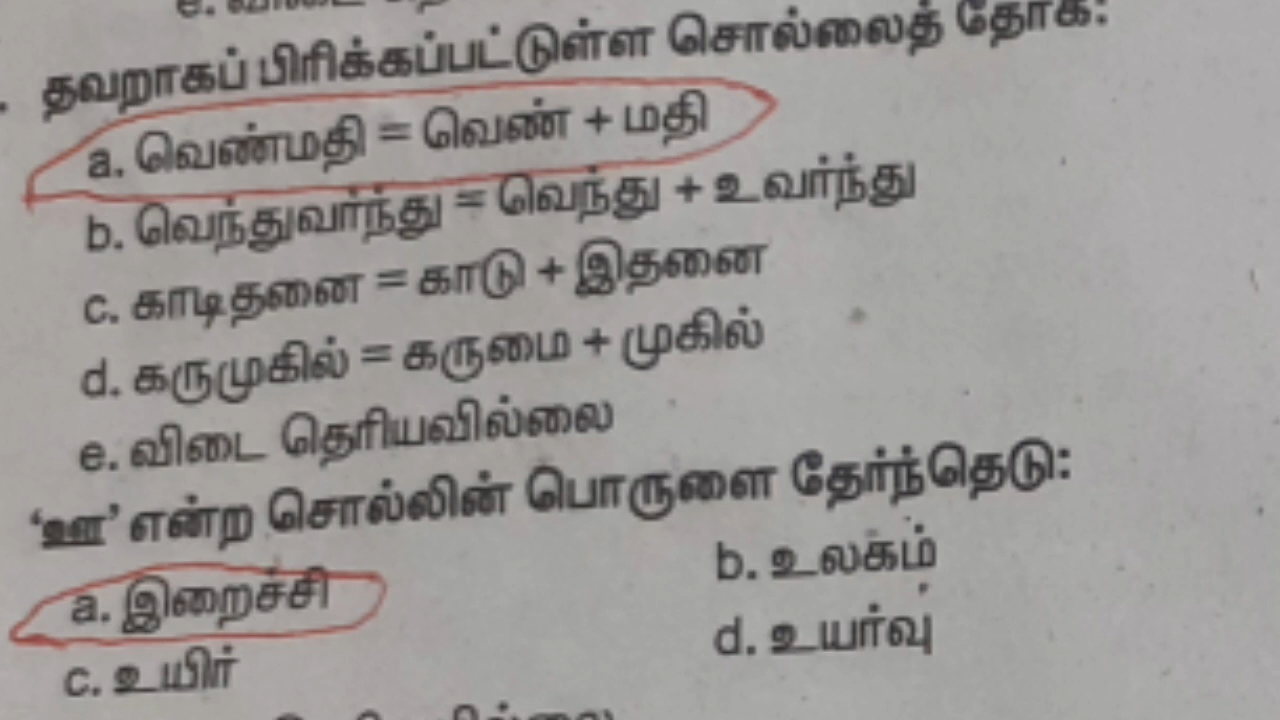 தவறாகப் பிரிக்கப்பட்டுள்ள சொல்லைத் தேர்க:
a. வெண்மதி = வெண் + மதி
b. வெந்துவர்ந்து = வெந்து + உவர்ந்து
c. காடிதனை = காடு + இதனை
d. கருமுகில் = கருமை + முகில்
e. விடை தெரியவில்லை
'ஊ' என்ற சொல்லின் பொருளை தேர்ந்தெடு:
a. இறைச்சி
b. உலகம்
c. உயிர்
d. உயர்வு